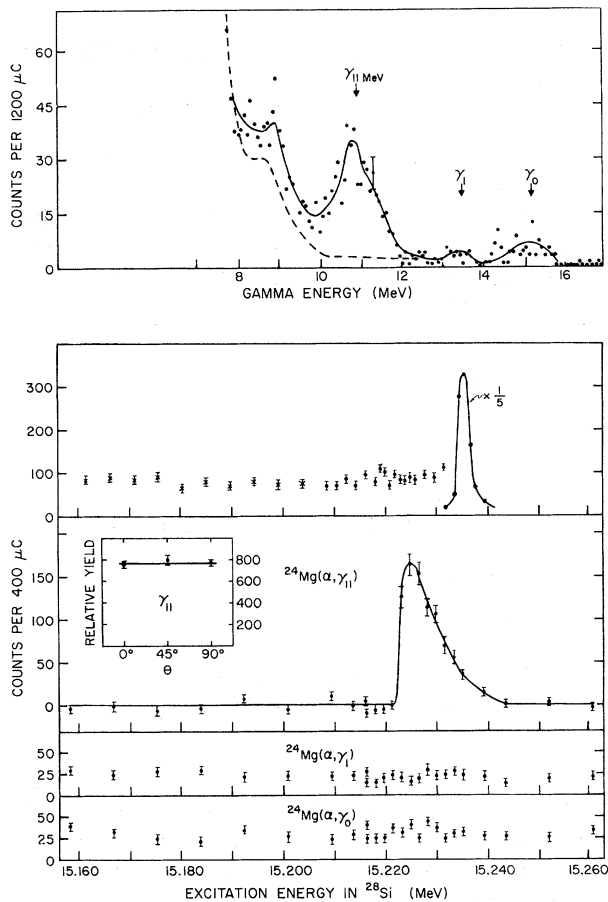 COUNTS PER 1200 μC
60
45
30
15
0
γ11 MeV
γ1
γ0
8 10 12 14 16
GAMMA ENERGY (MeV)
300
200
100
0
× 1/5
COUNTS PER 400 μC
150
100
50
0
RELATIVE YIELD
800
600
400
200
γ11
0° 45° 90°
θ
24Mg(α,γ11)
50
25
0
24Mg(α,γ1)
50
25
0
24Mg(α,γ0)
15.160 15.180 15.200 15.220 15.240 15.260
EXCITATION ENERGY IN 28Si (MeV)